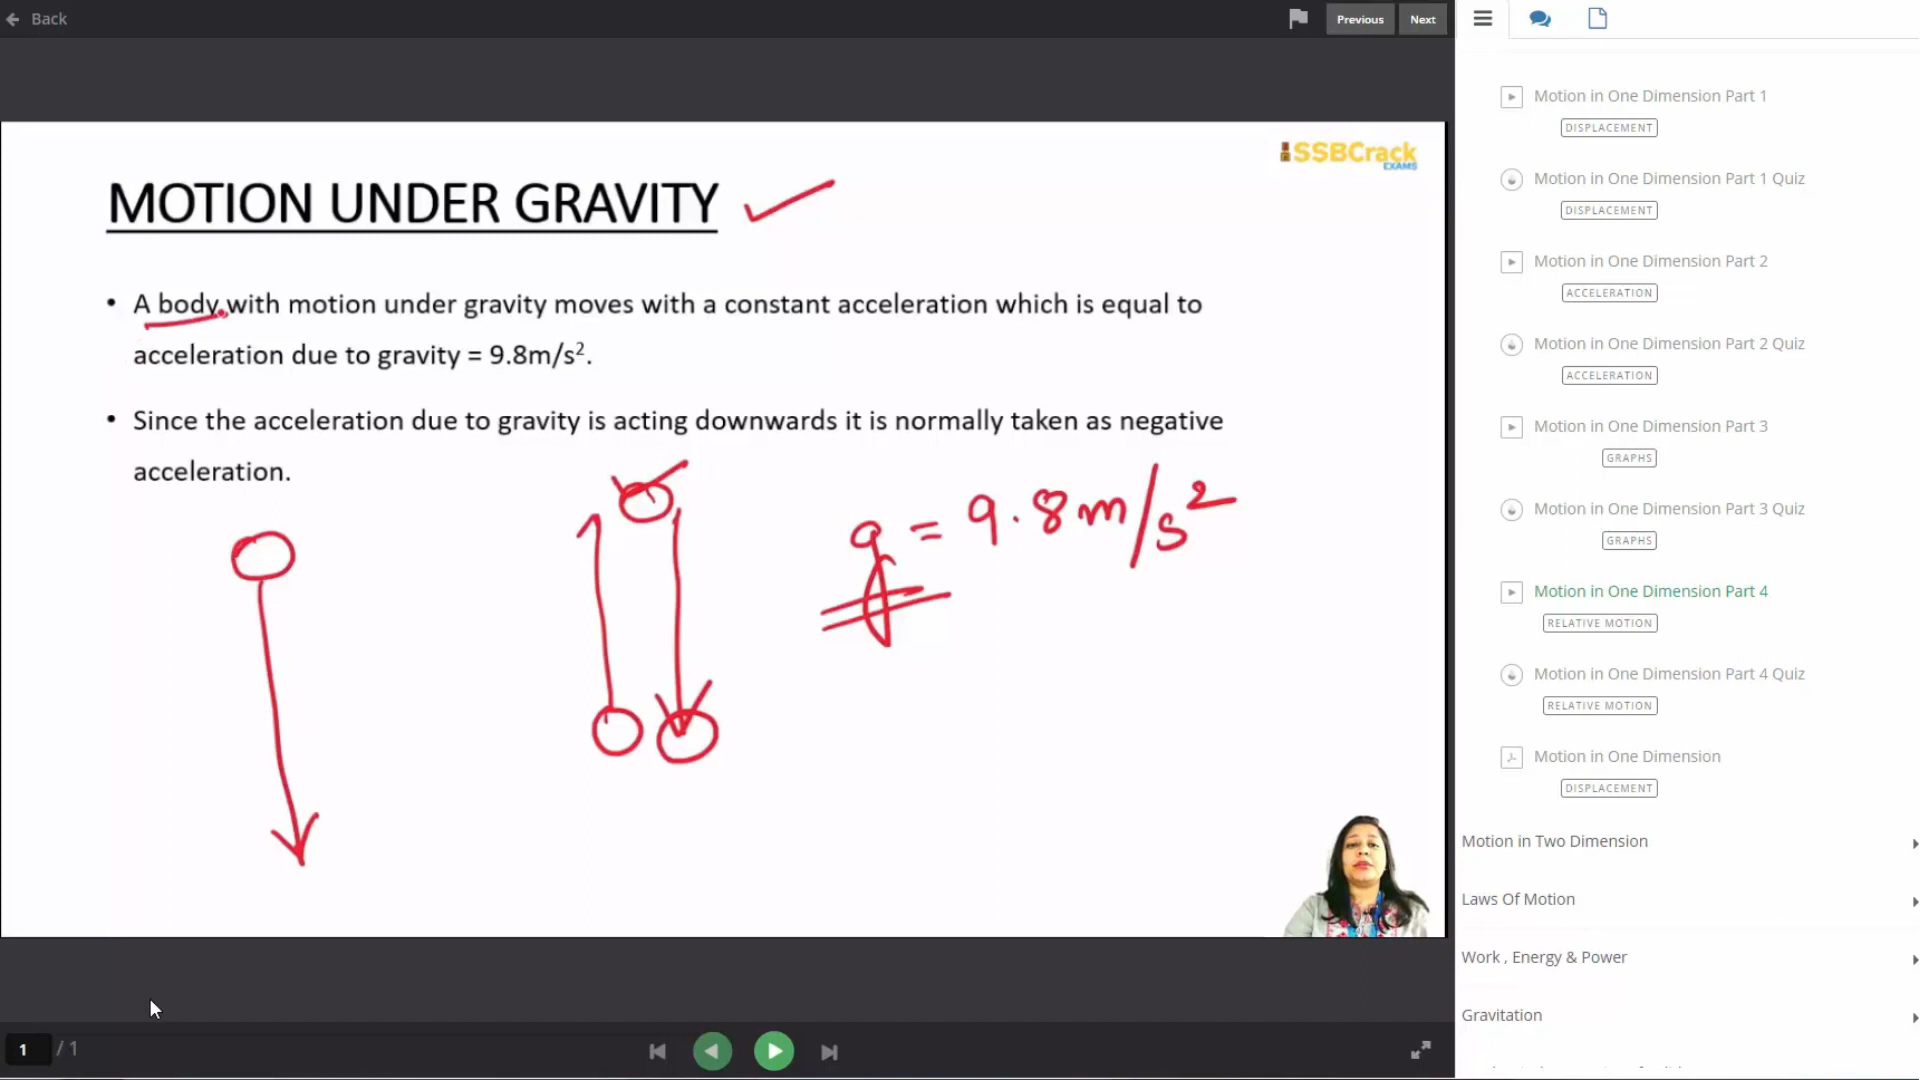 Back
Previous
Next
SSBCrack
EXAMS
MOTION UNDER GRAVITY
• A body with motion under gravity moves with a constant acceleration which is equal to
acceleration due to gravity = 9.8m/s².
• Since the acceleration due to gravity is acting downwards it is normally taken as negative
acceleration.
g = 9.8m/s²
1 / 1
Motion in One Dimension Part 1
DISPLACEMENT
Motion in One Dimension Part 1 Quiz
DISPLACEMENT
Motion in One Dimension Part 2
ACCELERATION
Motion in One Dimension Part 2 Quiz
ACCELERATION
Motion in One Dimension Part 3
GRAPHS
Motion in One Dimension Part 3 Quiz
GRAPHS
Motion in One Dimension Part 4
RELATIVE MOTION
Motion in One Dimension Part 4 Quiz
RELATIVE MOTION
Motion in One Dimension
DISPLACEMENT
Motion in Two Dimension
Laws Of Motion
Work , Energy & Power
Gravitation